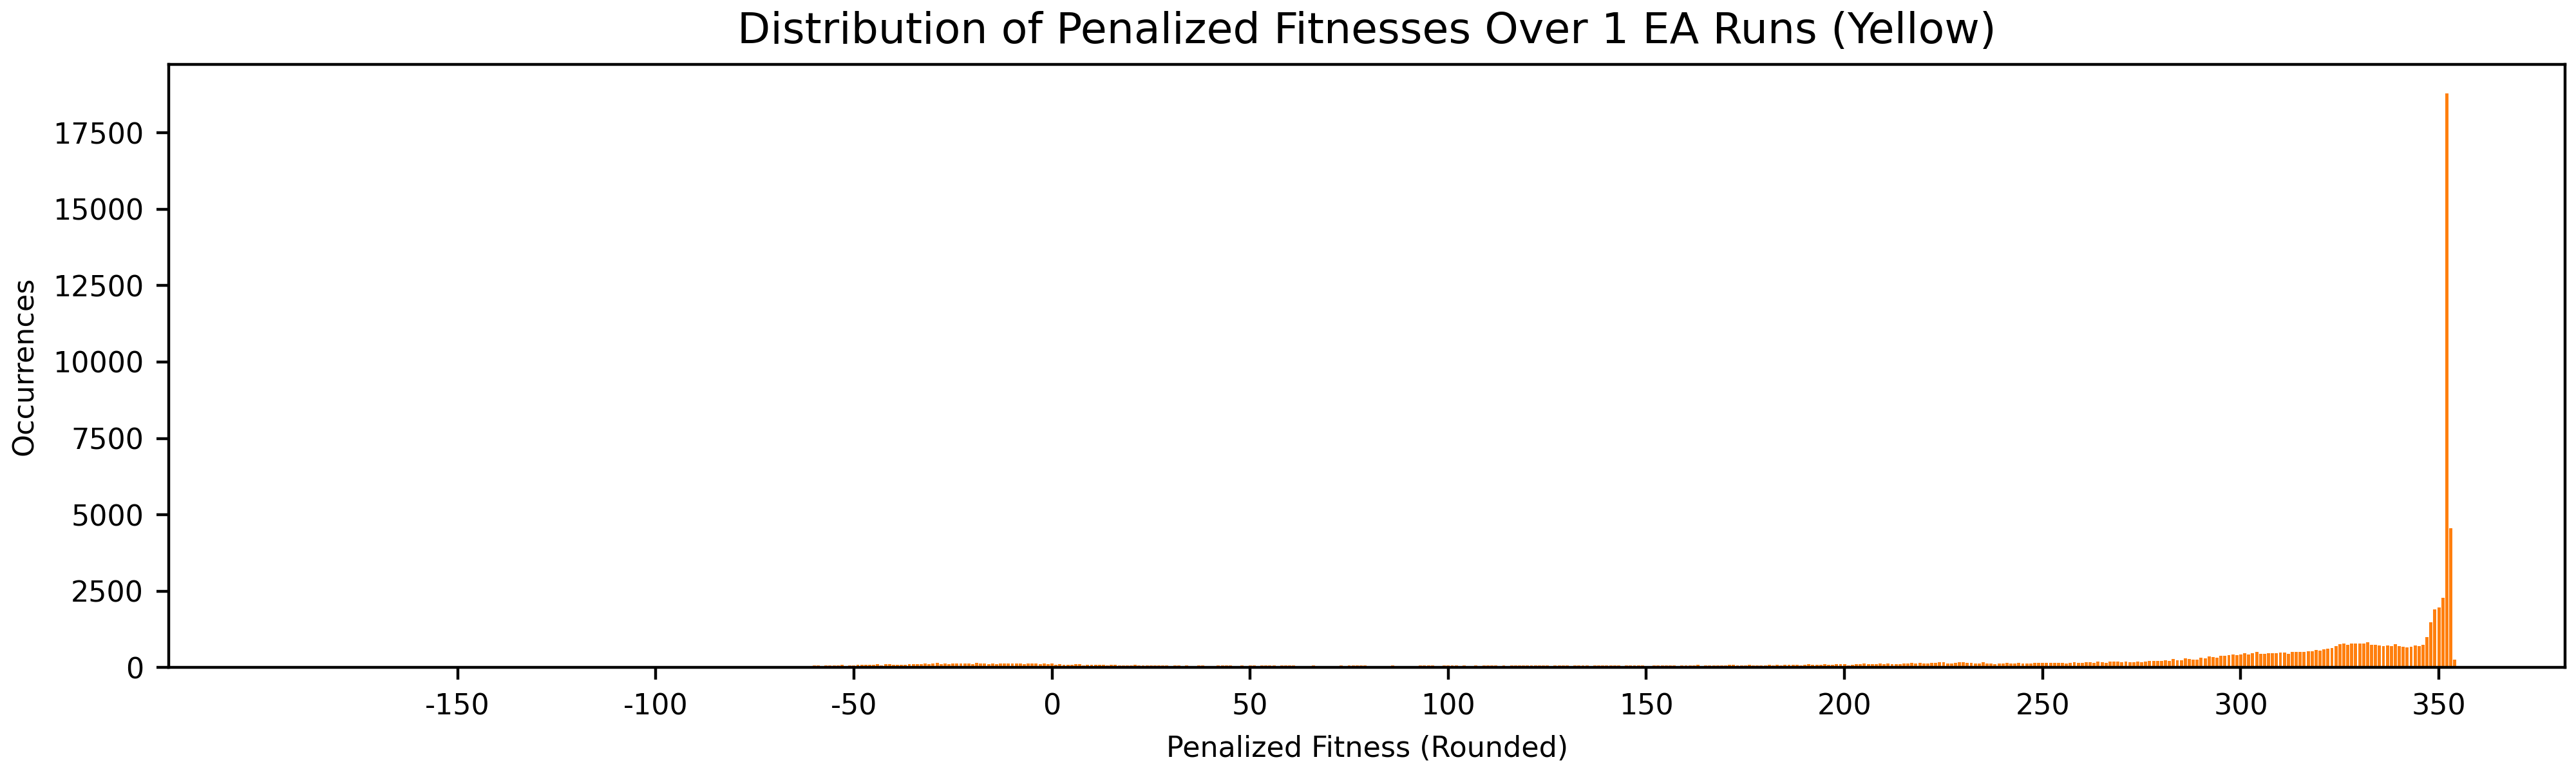 Distribution of Penalized Fitnesses Over 1 EA Runs (Yellow)
Occurrences
17500
15000
12500
10000
7500
5000
2500
0
-150 -100 -50 0 50 100 150 200 250 300 350
Penalized Fitness (Rounded)